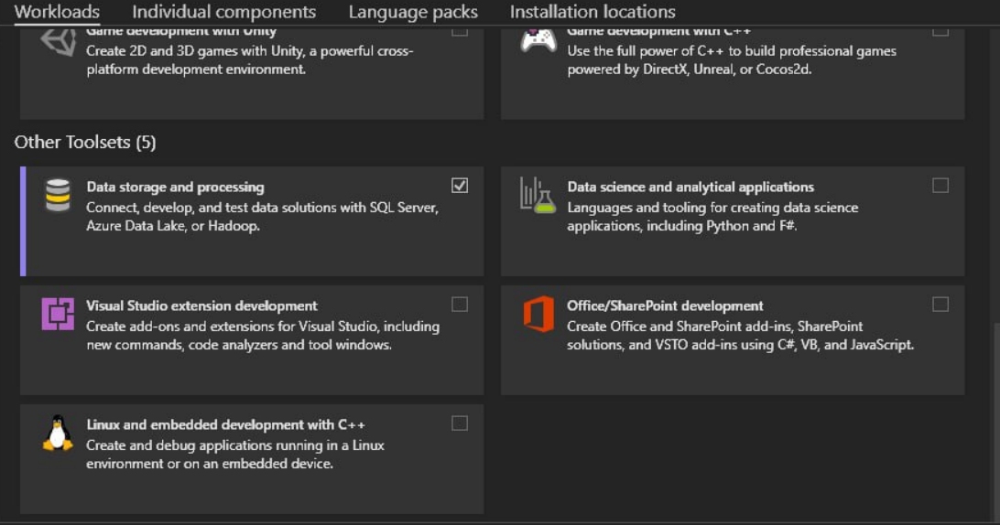 Workloads Individual components Language packs Installation locations
Game development with Unity
Create 2D and 3D games with Unity, a powerful cross-
platform development environment.
Game development with C++
Use the full power of C++ to build professional games
powered by DirectX, Unreal, or Cocos2d.
Other Toolsets (5)
Data storage and processing
Connect, develop, and test data solutions with SQL Server,
Azure Data Lake, or Hadoop.
Data science and analytical applications
Languages and tooling for creating data science
applications, including Python and F#.
Visual Studio extension development
Create add-ons and extensions for Visual Studio, including
new commands, code analyzers and tool windows.
Office/SharePoint development
Create Office and SharePoint add-ins, SharePoint
solutions, and VSTO add-ins using C#, VB, and JavaScript.
Linux and embedded development with C++
Create and debug applications running in a Linux
environment or on an embedded device.